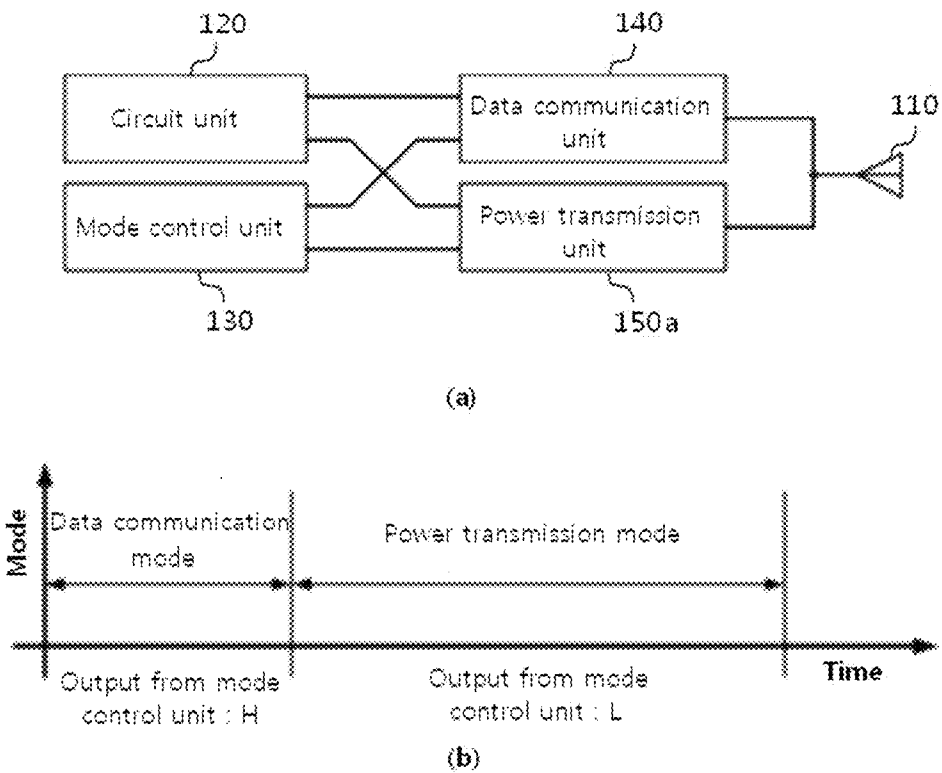 120
140
Circuit unit
Data communication
unit
110
Mode control unit
Power transmission
unit
130
150a
(a)
Mode
Data communication
mode
Power transmission mode
Time
Output from mode
control unit : H
Output from mode
control unit : L
(b)